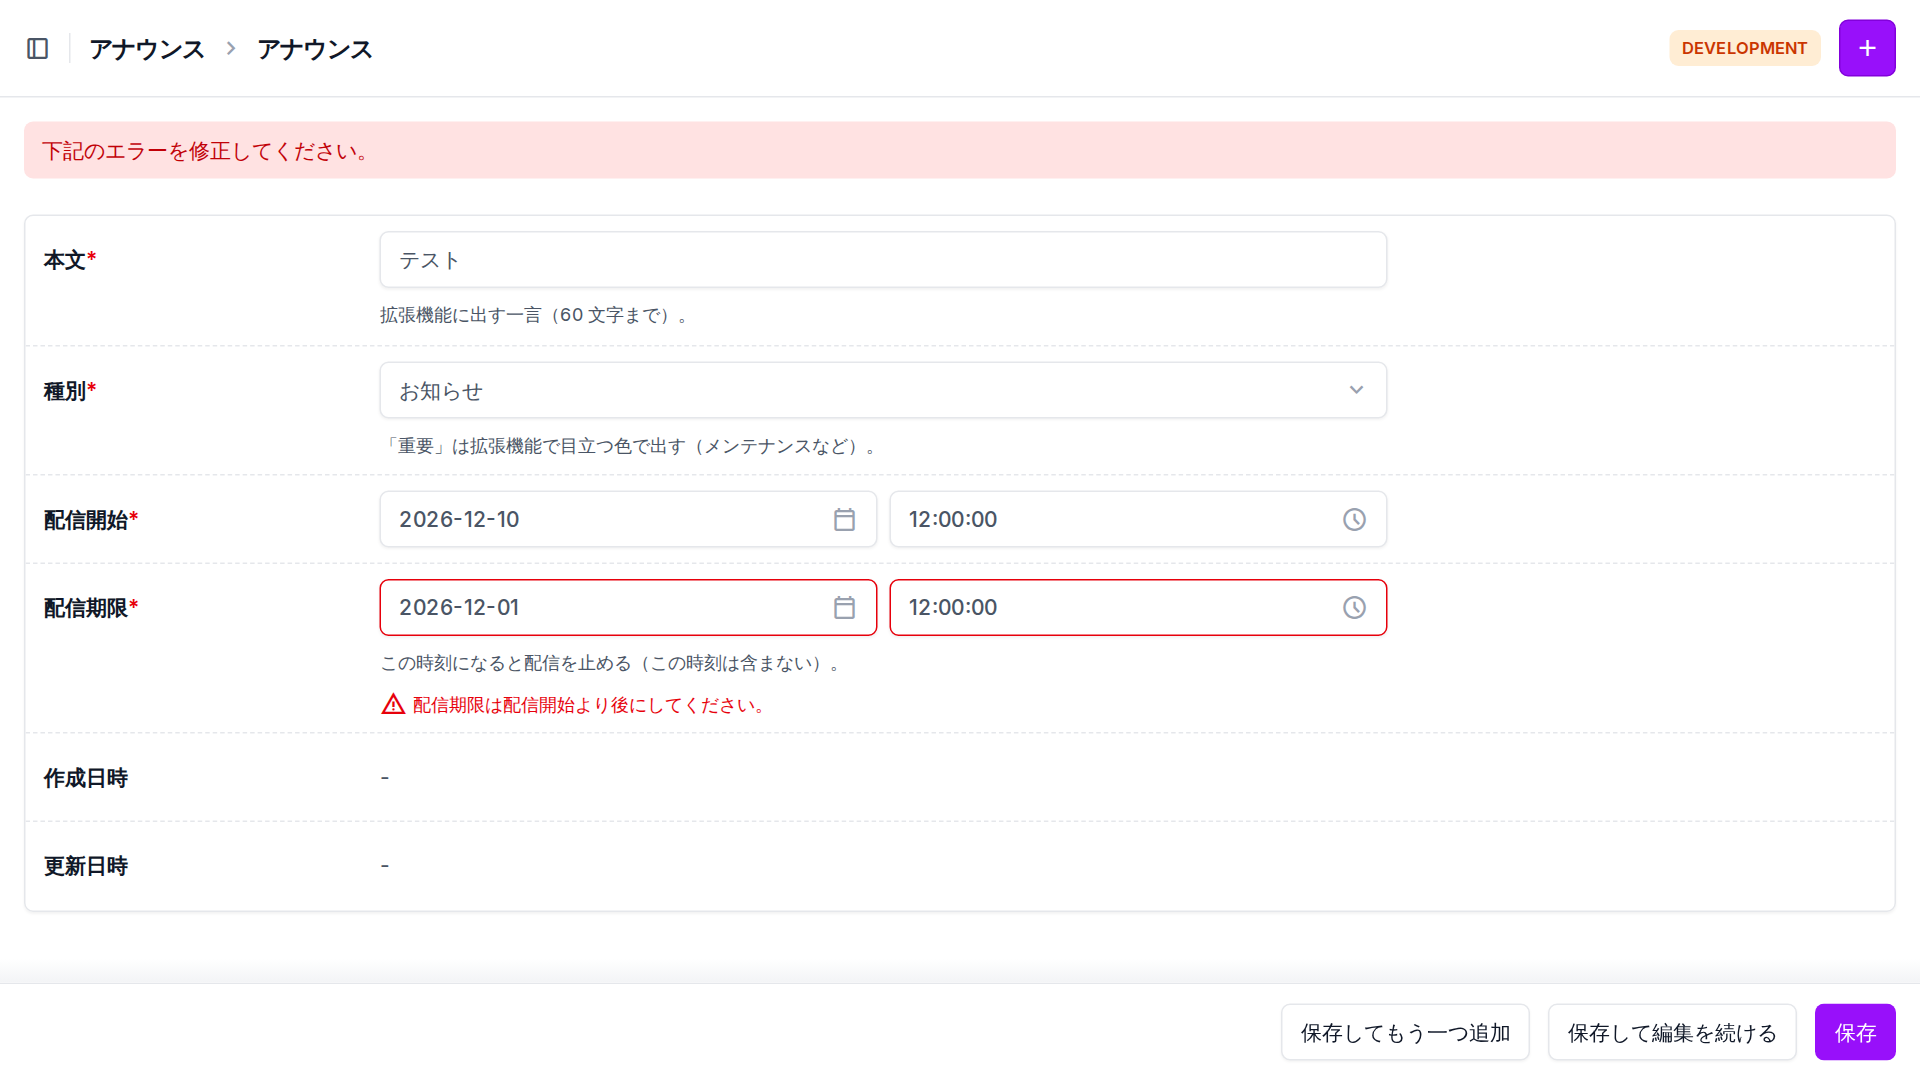 アナウンス > アナウンス
DEVELOPMENT
+
下記のエラーを修正してください。
本文*
テスト
拡張機能に出す一言（60 文字まで）。
種別*
お知らせ
「重要」は拡張機能で目立つ色で出す（メンテナンスなど）。
配信開始*
2026-12-10
12:00:00
配信期限*
2026-12-01
12:00:00
この時刻になると配信を止める（この時刻は含まない）。
配信期限は配信開始より後にしてください。
作成日時
-
更新日時
-
保存してもう一つ追加
保存して編集を続ける
保存